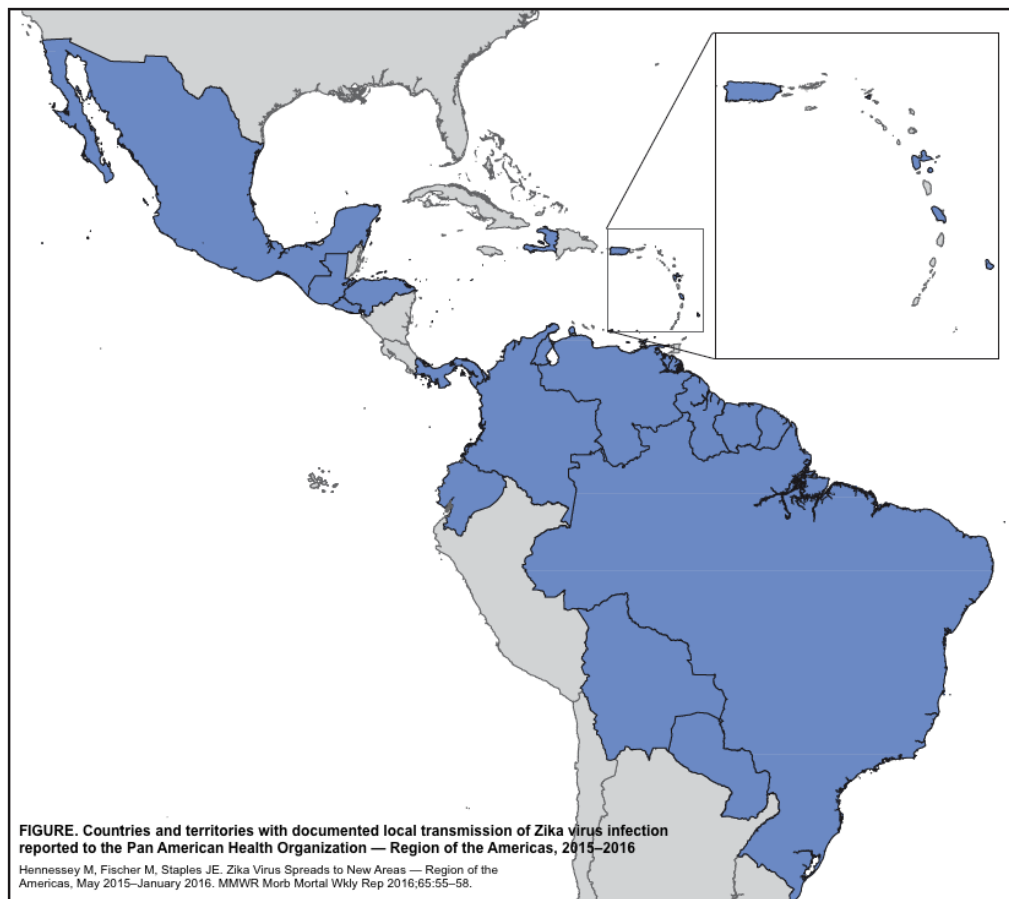 FIGURE. Countries and territories with documented local transmission of Zika virus infection
reported to the Pan American Health Organization — Region of the Americas, 2015–2016
Hennessey M, Fischer M, Staples JE. Zika Virus Spreads to New Areas — Region of the
Americas, May 2015–January 2016. MMWR Morb Mortal Wkly Rep 2016;65:55–58.